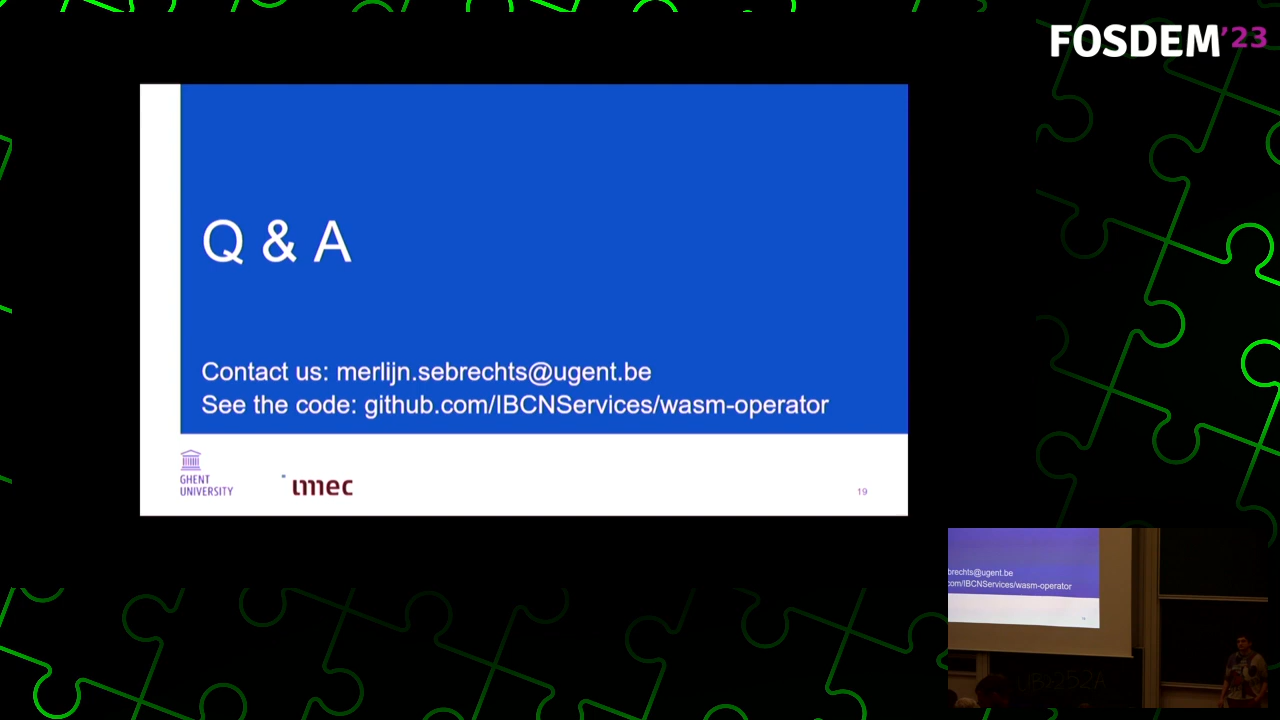 FOSDEM'23
Q & A
Contact us: merlijn.sebrechts@ugent.be
See the code: github.com/IBCNServices/wasm-operator
GHENT
UNIVERSITY
imec
19
brechts@ugent.be
com/IBCNServices/wasm-operator